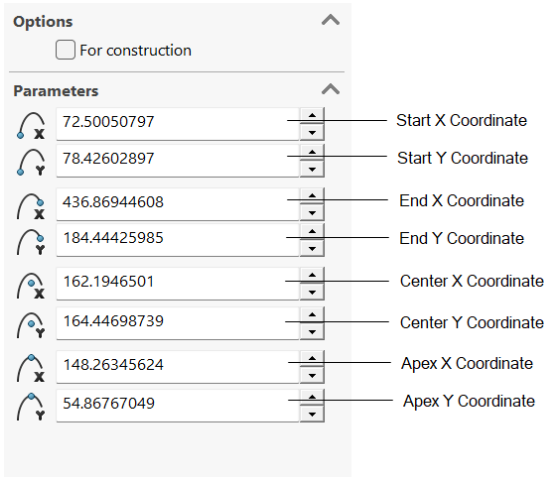 Options
For construction
Parameters
X 72.50050797 Start X Coordinate
Y 78.42602897 Start Y Coordinate
X 436.86944608 End X Coordinate
Y 184.44425985 End Y Coordinate
X 162.1946501 Center X Coordinate
Y 164.44698739 Center Y Coordinate
X 148.26345624 Apex X Coordinate
Y 54.86767049 Apex Y Coordinate